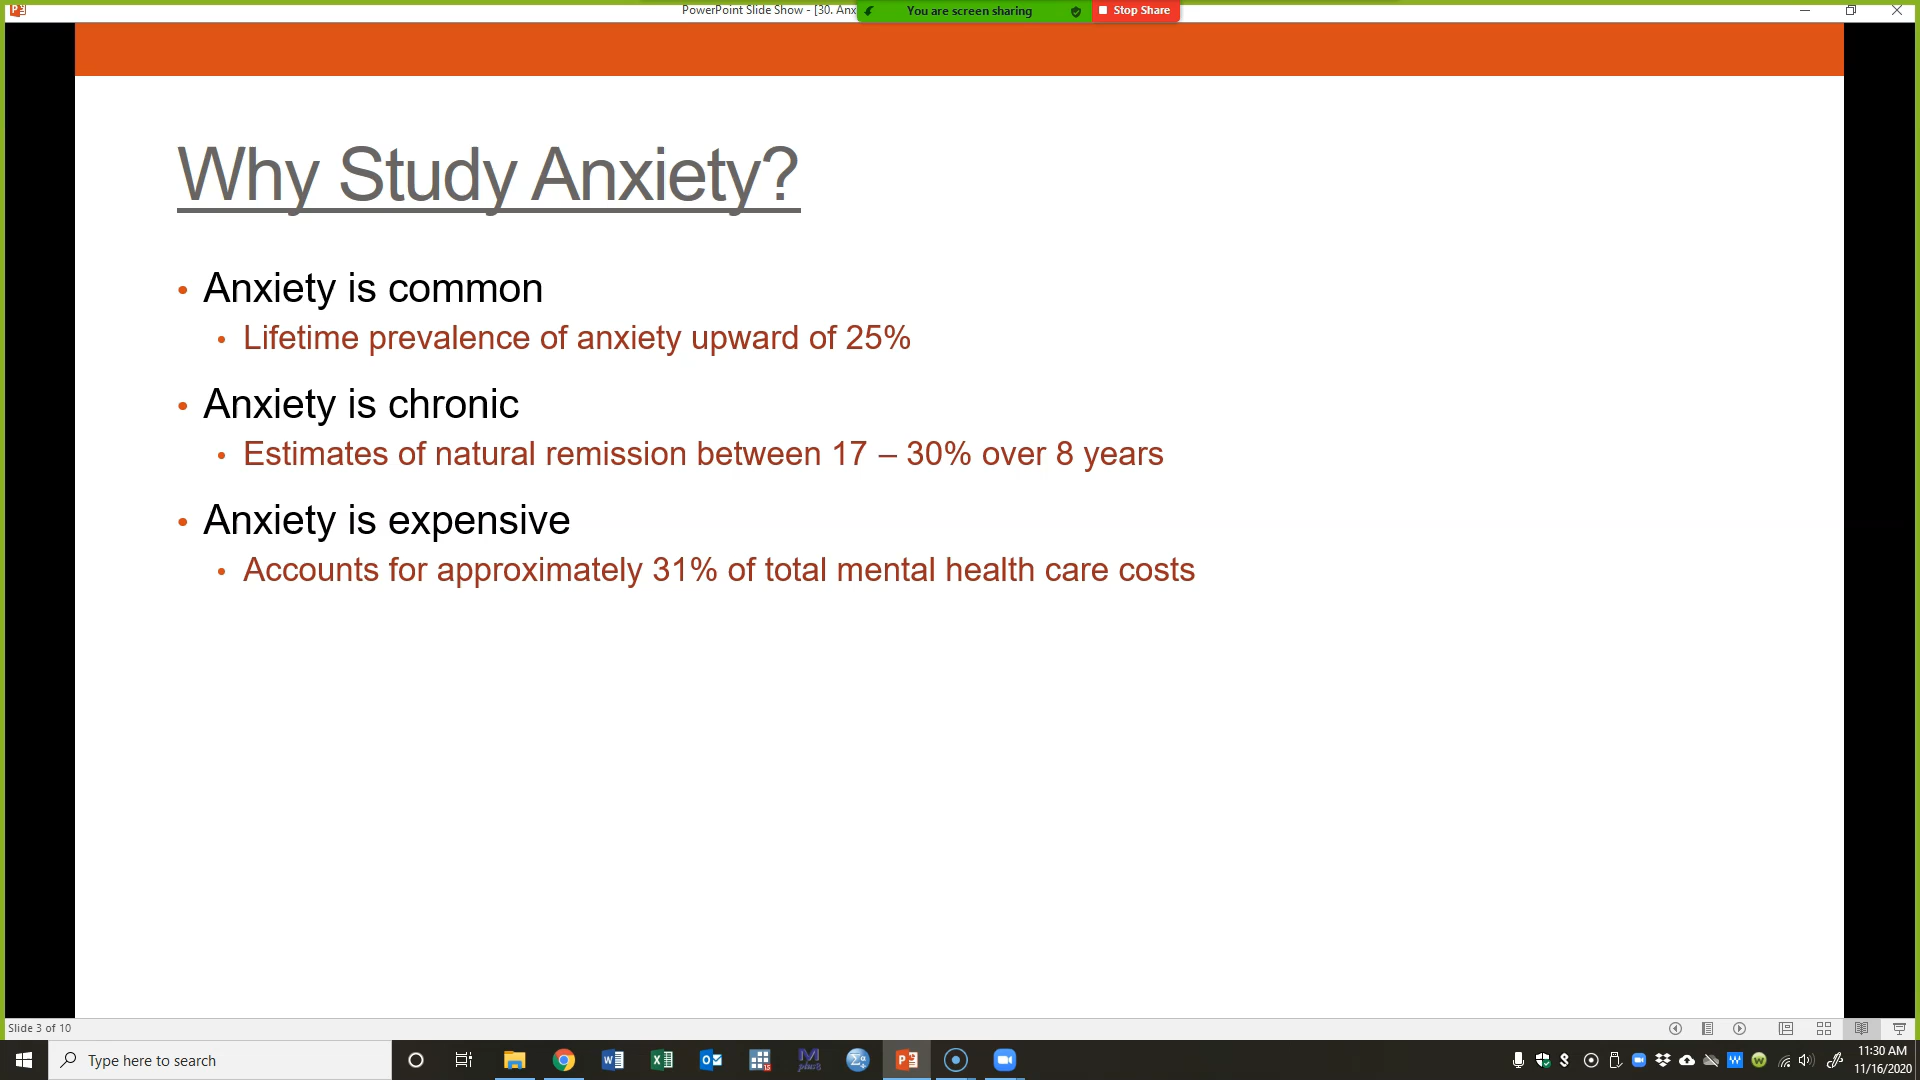 PowerPoint Slide Show - [30. Anx
You are screen sharing
Stop Share
Why Study Anxiety?
• Anxiety is common
• Lifetime prevalence of anxiety upward of 25%
• Anxiety is chronic
• Estimates of natural remission between 17 – 30% over 8 years
• Anxiety is expensive
• Accounts for approximately 31% of total mental health care costs
Slide 3 of 10
Type here to search
11:30 AM
11/16/2020